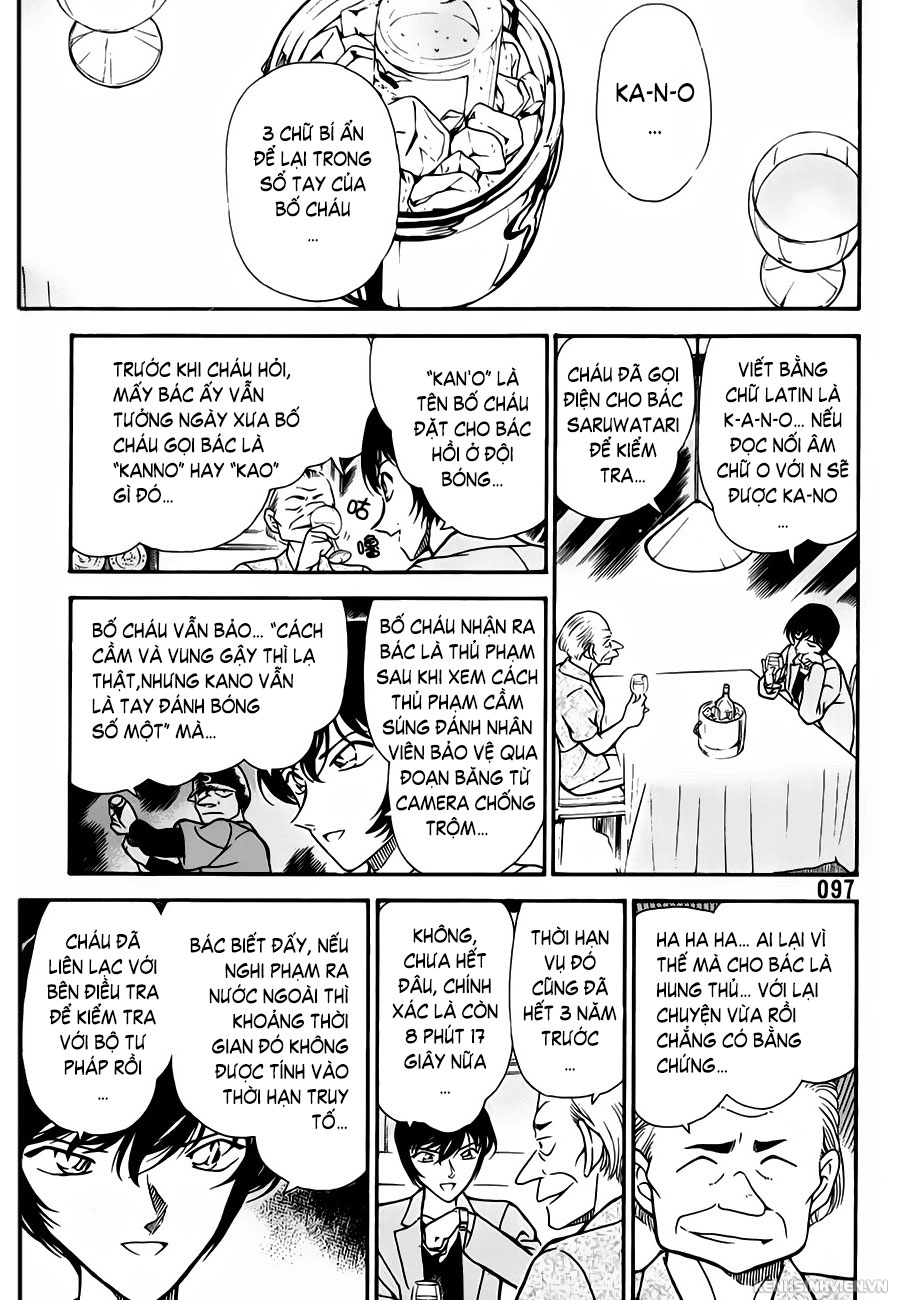 KA-N-O
...
3 CHỮ BÍ ẨN
ĐỂ LẠI TRONG
SỔ TAY CỦA
BỐ CHÁU
...
VIẾT BẰNG
CHỮ LATIN LÀ
K-A-N-O... NẾU
ĐỌC NỐI ÂM
CHỮ O VỚI N SẼ
ĐƯỢC KA-NO
...
CHÁU ĐÃ GỌI
ĐIỆN CHO BÁC
SARUWATARI
ĐỂ KIỂM
TRA...
“KAN'O” LÀ
TÊN BỐ CHÁU
ĐẶT CHO BÁC
HỒI Ở ĐỘI
BÓNG...
TRƯỚC KHI CHÁU HỎI,
MẤY BÁC ẤY VẪN
TƯỞNG NGÀY XƯA BỐ
CHÁU GỌI BÁC LÀ
“KANNO” HAY “KAO”
GÌ ĐÓ...
咕
嚕
BỐ CHÁU NHẬN RA
BÁC LÀ THỦ PHẠM
SAU KHI XEM CÁCH
THỦ PHẠM CẦM
SÚNG ĐÁNH NHÂN
VIÊN BẢO VỆ QUA
ĐOẠN BĂNG TỪ
CAMERA CHỐNG
TRỘM...
BỐ CHÁU VẪN BẢO... “CÁCH
CẦM VÀ VUNG GẬY THÌ LẠ
THẬT,NHƯNG KANO VẪN
LÀ TAY ĐÁNH BÓNG
SỐ MỘT” MÀ...
097
HA HA HA... AI LẠI VÌ
THẾ MÀ CHO BÁC LÀ
HUNG THỦ... VỚI LẠI
CHUYỆN VỪA RỒI
CHẲNG CÓ BẰNG
CHỨNG...
THỜI HẠN
VỤ ĐÓ
CŨNG ĐÃ
HẾT 3 NĂM
TRƯỚC
...
KHÔNG,
CHƯA HẾT
ĐÂU, CHÍNH
XÁC LÀ CÒN
8 PHÚT 17
GIÂY NỮA
...
BÁC BIẾT ĐẤY, NẾU
NGHI PHẠM RA
NƯỚC NGOÀI THÌ
KHOẢNG THỜI
GIAN ĐÓ KHÔNG
ĐƯỢC TÍNH VÀO
THỜI HẠN TRUY
TỐ...
CHÁU ĐÃ
LIÊN LẠC VỚI
BÊN ĐIỀU TRA
ĐỂ KIỂM TRA
VỚI BỘ TƯ
PHÁP RỒI
...
KENHSINHVIEN.VN